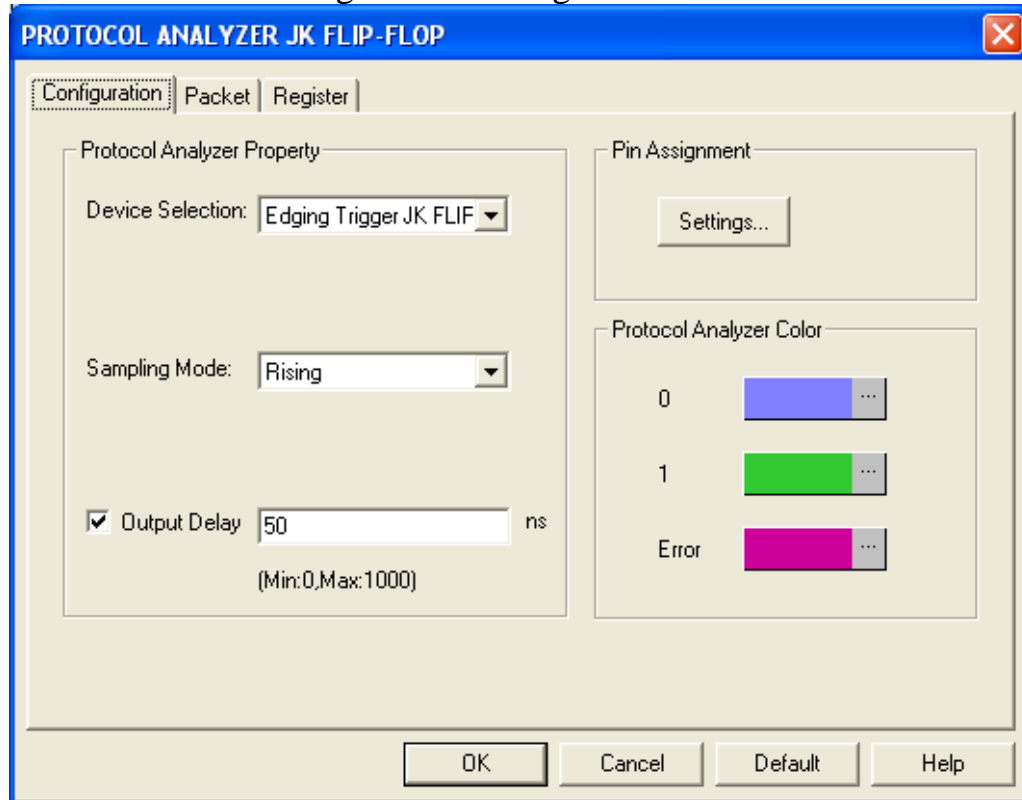 PROTOCOL ANALYZER JK FLIP-FLOP
Configuration Packet Register
Protocol Analyzer Property
Device Selection: Edging Trigger JK FLIF
Sampling Mode: Rising
Output Delay 50 ns
(Min:0,Max:1000)
Pin Assignment
Settings...
Protocol Analyzer Color
0 ...
1 ...
Error ...
OK Cancel Default Help